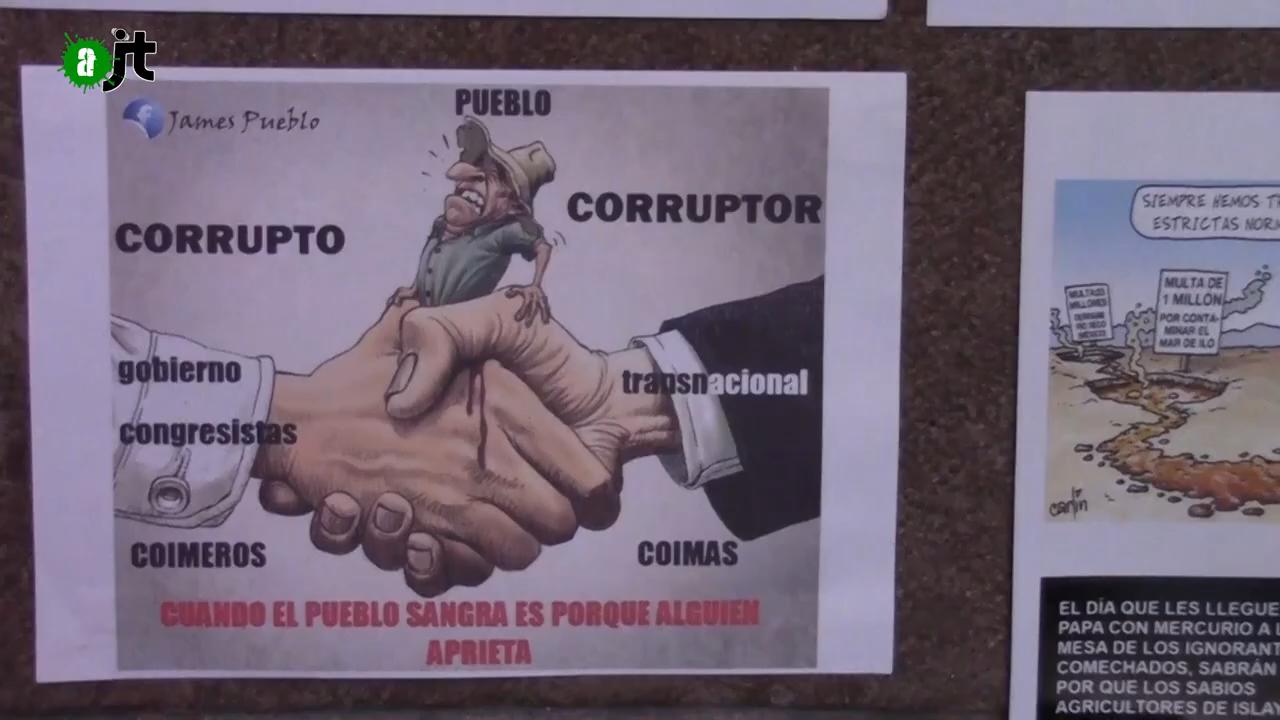 ajt
James Pueblo
PUEBLO
CORRUPTO
CORRUPTOR
gobierno
congresistas
transnacional
COIMEROS
COIMAS
CUANDO EL PUEBLO SANGRA ES PORQUE ALGUIEN
APRIETA
SIEMPRE HEMOS
ESTRICTAS
MULTA DE
1 MILLÓN
POR CONTA-
MINAR EL
MAR DE ILO
carlin
EL DÍA QUE LES LLEGUE
PAPA CON MERCURIO A
MESA DE LOS
COMECHADOS, SABRÁN
POR QUE LOS SABIOS
AGRICULTORES DE